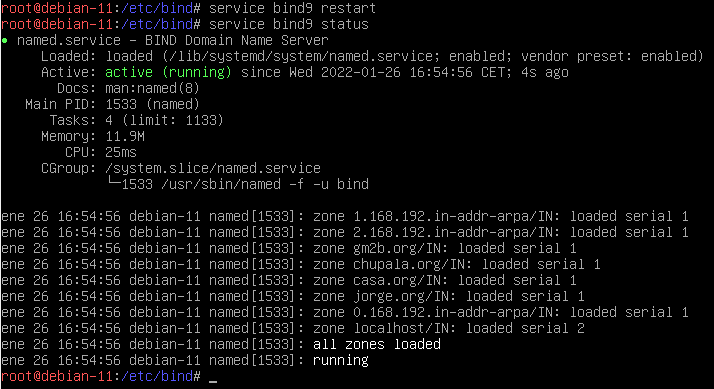 root@debian-11:/etc/bind# service bind9 restart
root@debian-11:/etc/bind# service bind9 status
● named.service - BIND Domain Name Server
Loaded: loaded (/lib/systemd/system/named.service; enabled; vendor preset: enabled)
Active: active (running) since Wed 2022-01-26 16:54:56 CET; 4s ago
Docs: man:named(8)
Main PID: 1533 (named)
Tasks: 4 (limit: 1133)
Memory: 11.9M
CPU: 25ms
CGroup: /system.slice/named.service
└─1533 /usr/sbin/named -f -u bind
ene 26 16:54:56 debian-11 named[1533]: zone 1.168.192.in-addr-arpa/IN: loaded serial 1
ene 26 16:54:56 debian-11 named[1533]: zone 2.168.192.in-addr-arpa/IN: loaded serial 1
ene 26 16:54:56 debian-11 named[1533]: zone gm2b.org/IN: loaded serial 1
ene 26 16:54:56 debian-11 named[1533]: zone chupala.org/IN: loaded serial 1
ene 26 16:54:56 debian-11 named[1533]: zone casa.org/IN: loaded serial 1
ene 26 16:54:56 debian-11 named[1533]: zone jorge.org/IN: loaded serial 1
ene 26 16:54:56 debian-11 named[1533]: zone 0.168.192.in-addr-arpa/IN: loaded serial 1
ene 26 16:54:56 debian-11 named[1533]: zone localhost/IN: loaded serial 2
ene 26 16:54:56 debian-11 named[1533]: all zones loaded
ene 26 16:54:56 debian-11 named[1533]: running
root@debian-11:/etc/bind# _